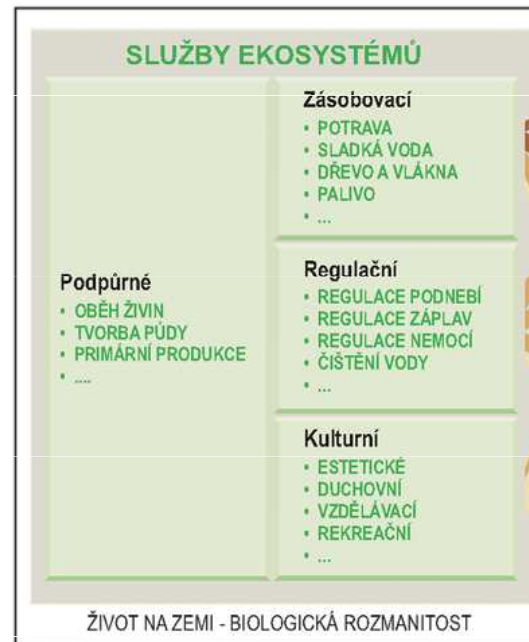 SLUŽBY EKOSYSTÉMŮ
Podpůrné
• OBĚH ŽIVIN
• TVORBA PŮDY
• PRIMÁRNÍ PRODUKCE
• ....
Zásobovací
• POTRAVA
• SLADKÁ VODA
• DŘEVO A VLÁKNA
• PALIVO
• ...
Regulační
• REGULACE PODNEBÍ
• REGULACE ZÁPLAV
• REGULACE NEMOCÍ
• ČIŠTĚNÍ VODY
• ...
Kulturní
• ESTETICKÉ
• DUCHOVNÍ
• VZDĚLÁVACÍ
• REKREAČNÍ
• ...
ŽIVOT NA ZEMI - BIOLOGICKÁ ROZMANITOST